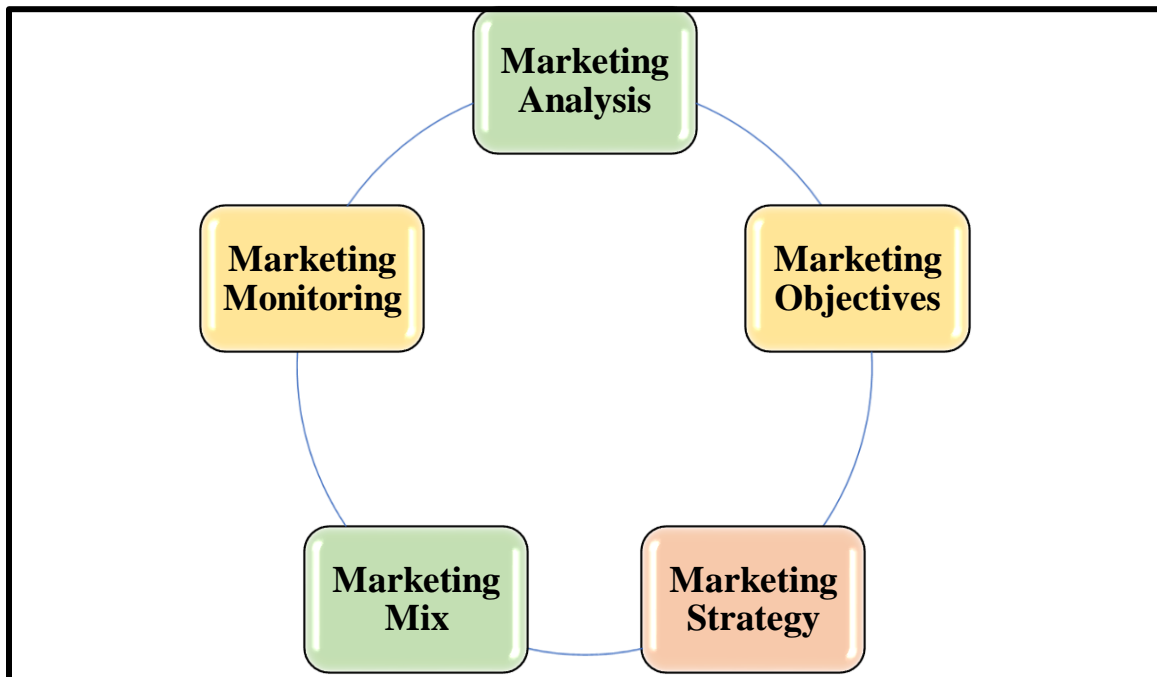 Marketing
Analysis
Marketing
Monitoring
Marketing
Objectives
Marketing
Mix
Marketing
Strategy